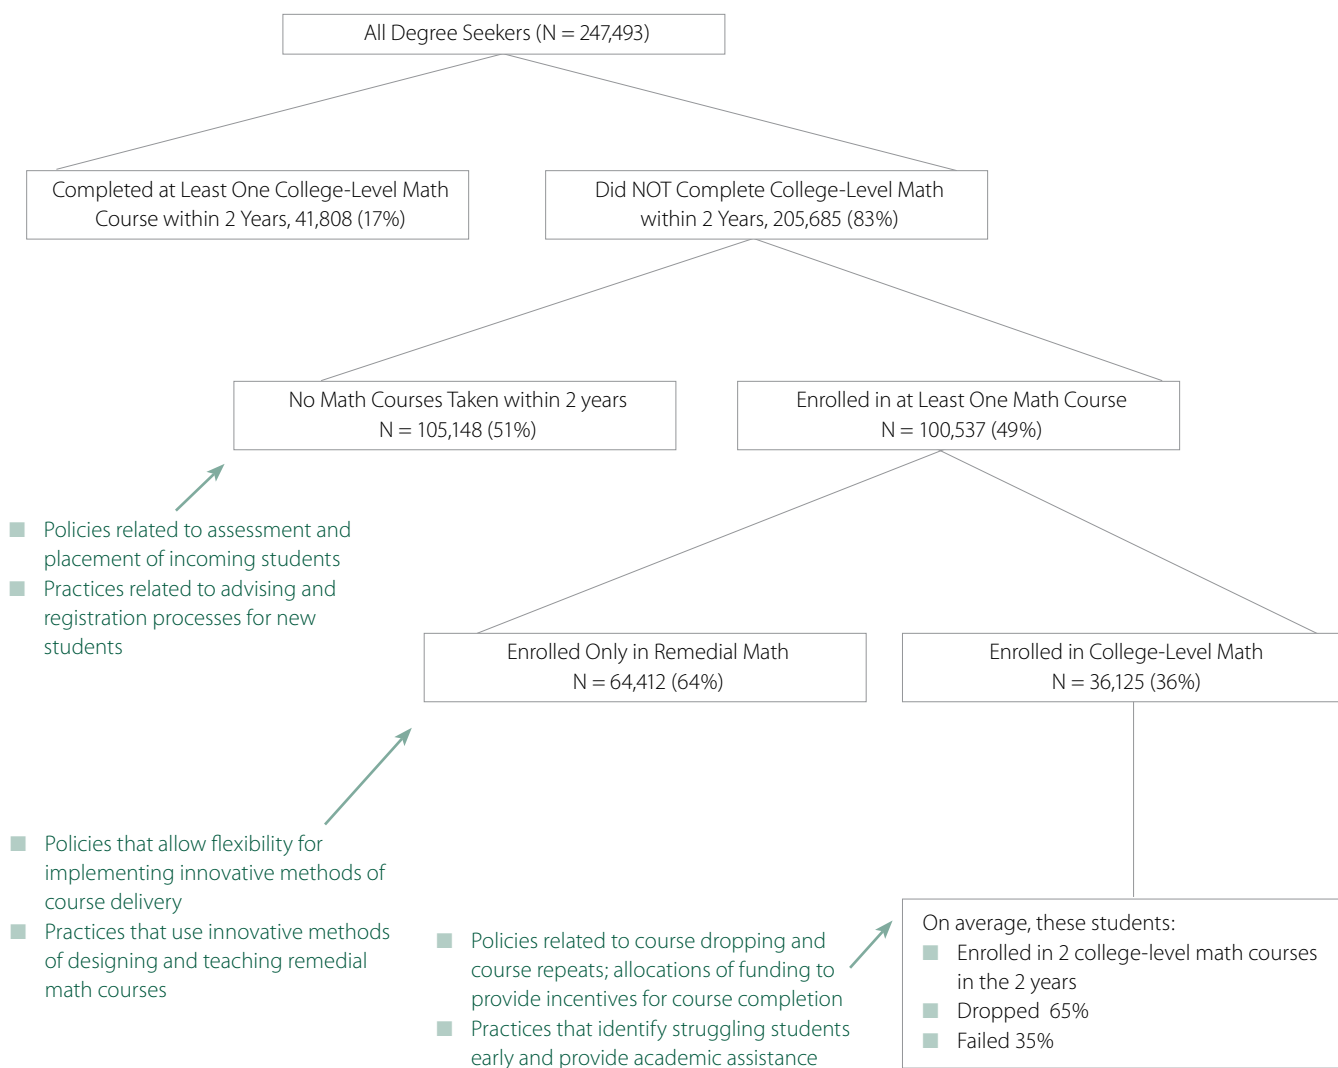 All Degree Seekers (N = 247,493)
Completed at Least One College-Level Math
Course within 2 Years, 41,808 (17%)
Did NOT Complete College-Level Math
within 2 Years, 205,685 (83%)
No Math Courses Taken within 2 years
N = 105,148 (51%)
Enrolled in at Least One Math Course
N = 100,537 (49%)
Policies related to assessment and
placement of incoming students
Practices related to advising and
registration processes for new
students
Enrolled Only in Remedial Math
N = 64,412 (64%)
Enrolled in College-Level Math
N = 36,125 (36%)
Policies that allow flexibility for
implementing innovative methods of
course delivery
Practices that use innovative methods
of designing and teaching remedial
math courses
Policies related to course dropping and
course repeats; allocations of funding to
provide incentives for course completion
Practices that identify struggling students
early and provide academic assistance
On average, these students:
Enrolled in 2 college-level math courses
in the 2 years
Dropped 65%
Failed 35%